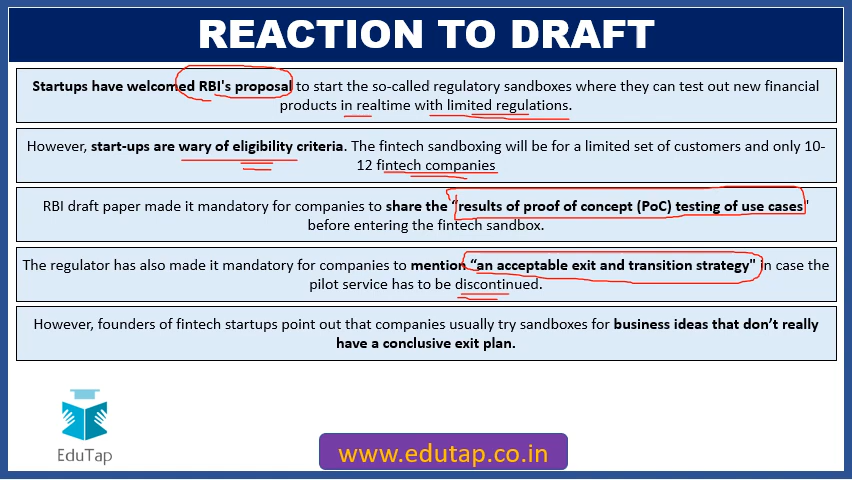 REACTION TO DRAFT
Startups have welcomed RBI's proposal to start the so-called regulatory sandboxes where they can test out new financial
products in realtime with limited regulations.
However, start-ups are wary of eligibility criteria. The fintech sandboxing will be for a limited set of customers and only 10-
12 fintech companies
RBI draft paper made it mandatory for companies to share the “results of proof of concept (PoC) testing of use cases"
before entering the fintech sandbox.
The regulator has also made it mandatory for companies to mention “an acceptable exit and transition strategy" in case the
pilot service has to be discontinued.
However, founders of fintech startups point out that companies usually try sandboxes for business ideas that don’t really
have a conclusive exit plan.
EduTap
www.edutap.co.in